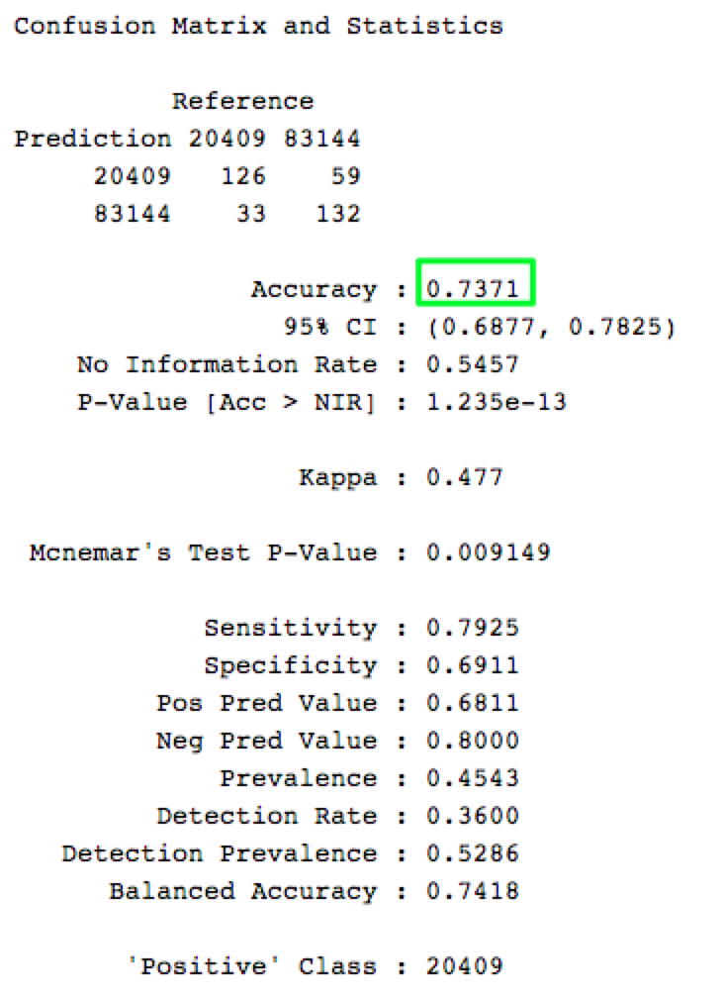 Confusion Matrix and Statistics
Reference
Prediction 20409 83144
20409 126 59
83144 33 132
Accuracy : 0.7371
95% CI : (0.6877, 0.7825)
No Information Rate : 0.5457
P-Value [Acc > NIR] : 1.235e-13
Kappa : 0.477
Mcnemar's Test P-Value : 0.009149
Sensitivity : 0.7925
Specificity : 0.6911
Pos Pred Value : 0.6811
Neg Pred Value : 0.8000
Prevalence : 0.4543
Detection Rate : 0.3600
Detection Prevalence : 0.5286
Balanced Accuracy : 0.7418
'Positive' Class : 20409